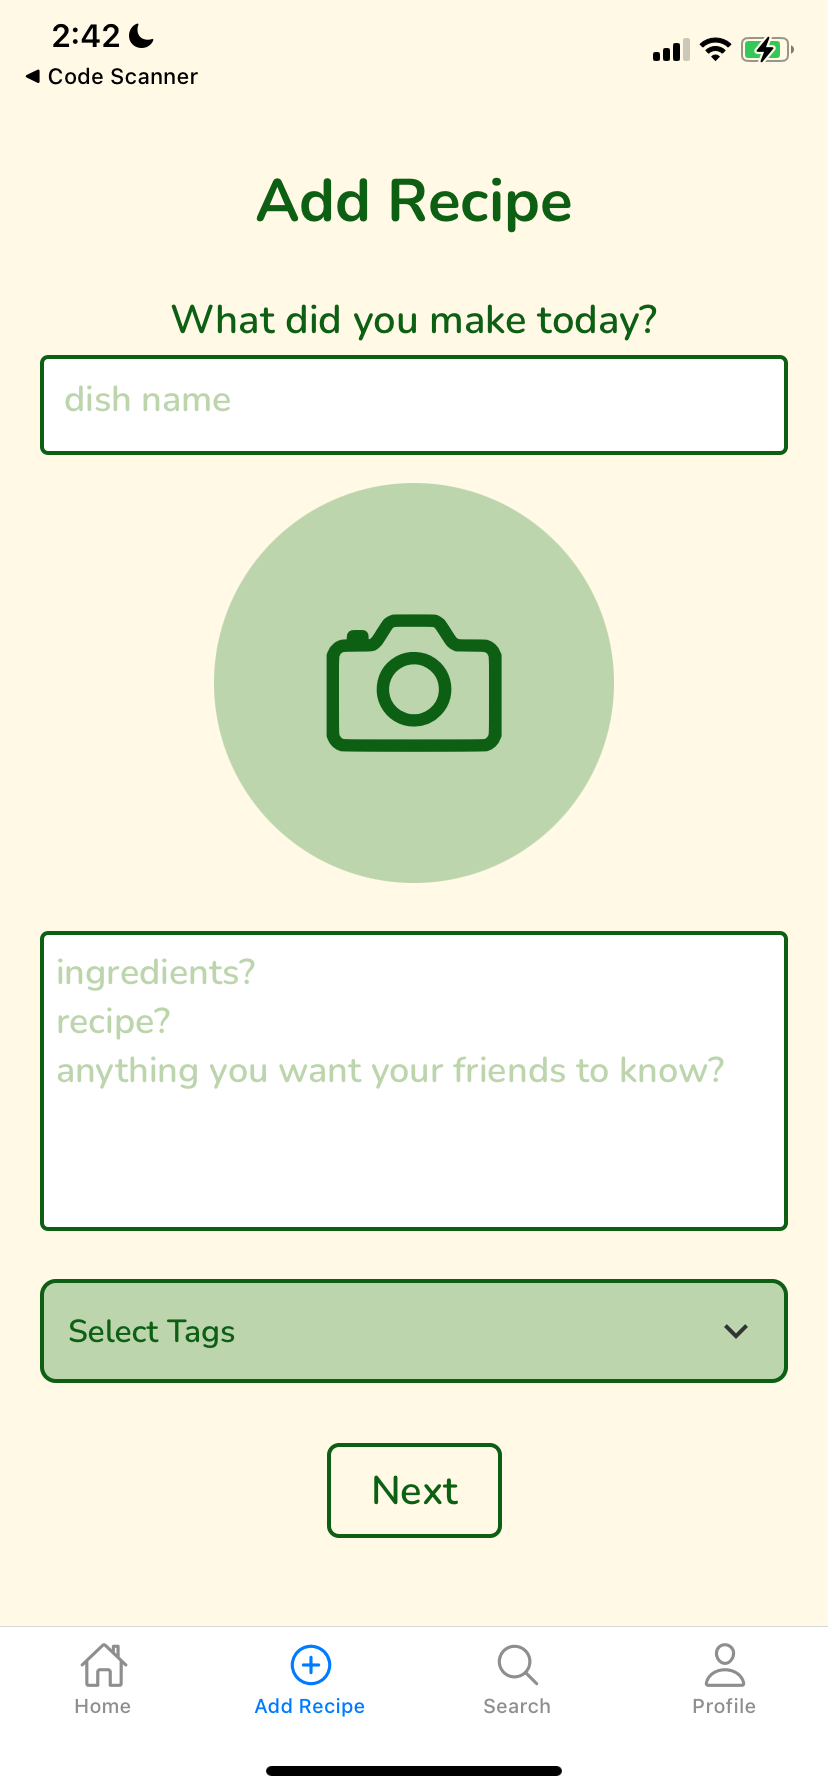 2:42
◀ Code Scanner
Add Recipe
What did you make today?
dish name
ingredients?
recipe?
anything you want your friends to know?
Select Tags
Next
Home
Add Recipe
Search
Profile